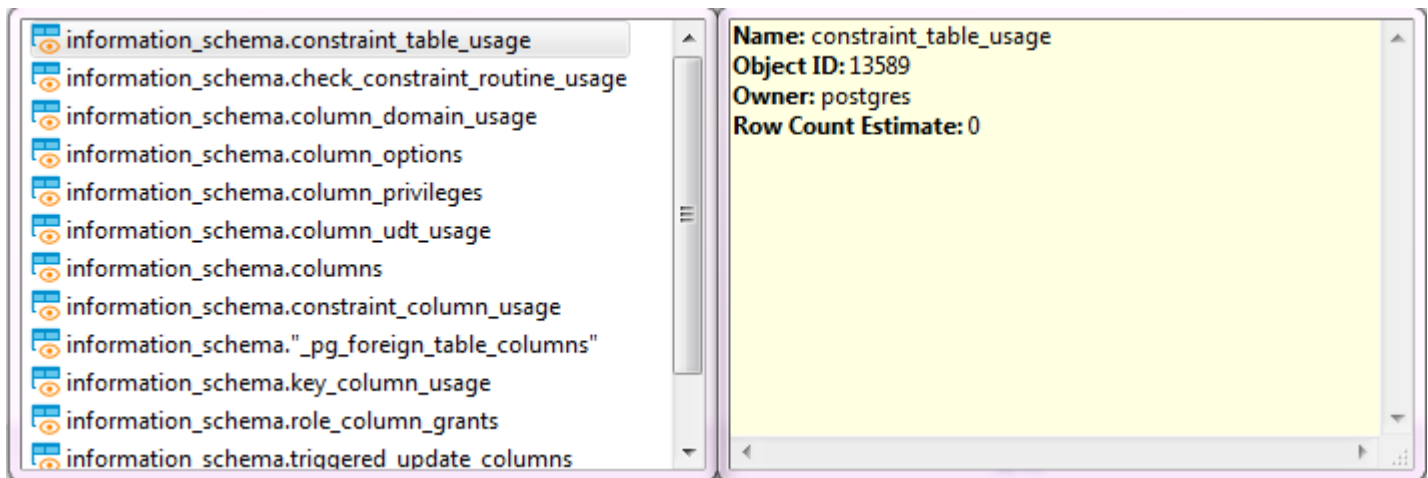 information_schema.constraint_table_usage
information_schema.check_constraint_routine_usage
information_schema.column_domain_usage
information_schema.column_options
information_schema.column_privileges
information_schema.column_udt_usage
information_schema.columns
information_schema.constraint_column_usage
information_schema."_pg_foreign_table_columns"
information_schema.key_column_usage
information_schema.role_column_grants
information_schema.triggered_update_columns
Name: constraint_table_usage
Object ID: 13589
Owner: postgres
Row Count Estimate: 0